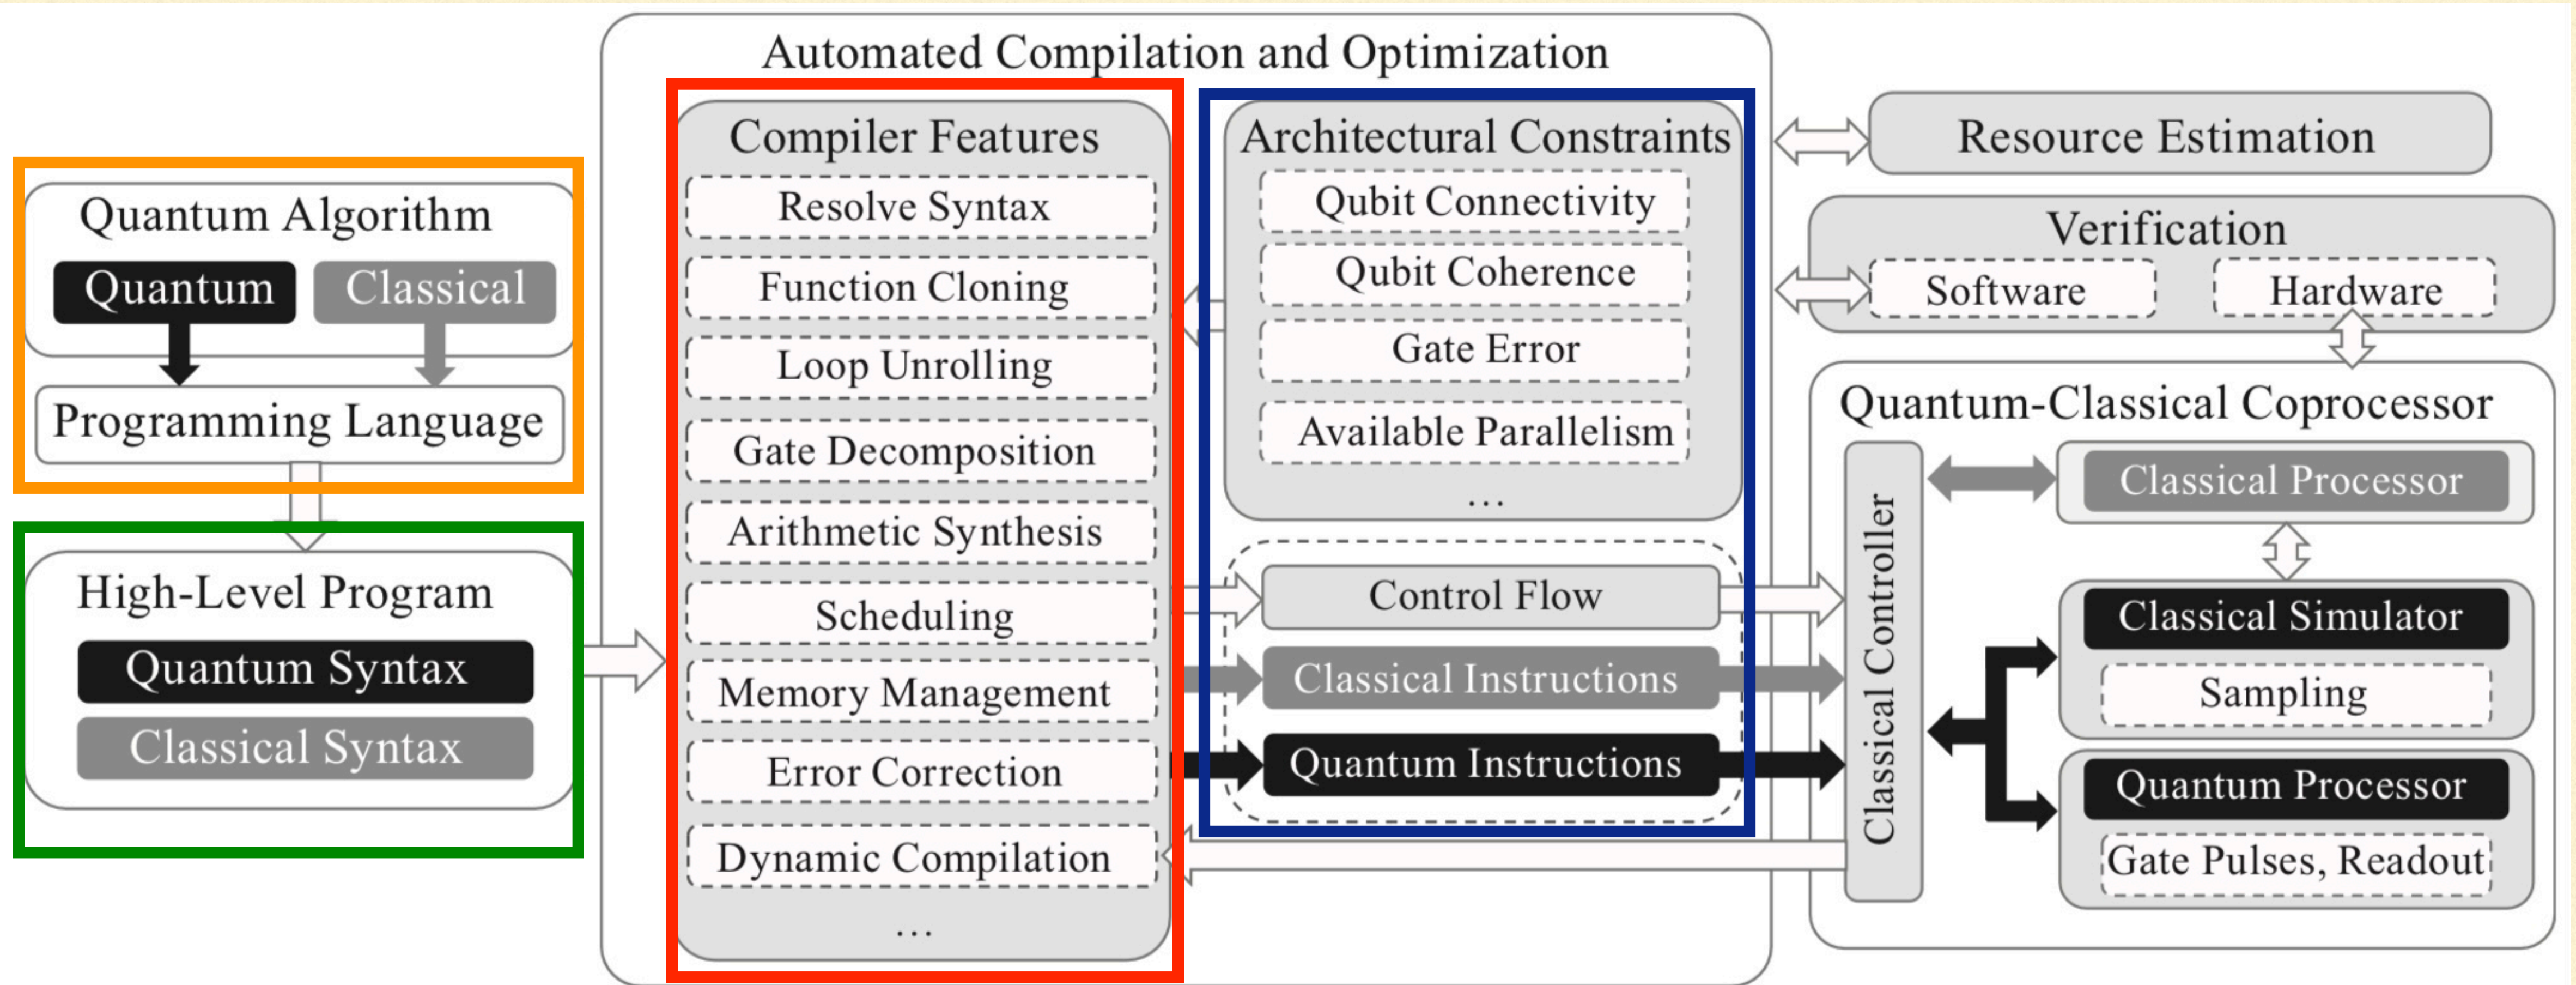 Automated Compilation and Optimization
Quantum Algorithm
Quantum
Classical
Programming Language
High-Level Program
Quantum Syntax
Classical Syntax
Compiler Features
Resolve Syntax
Function Cloning
Loop Unrolling
Gate Decomposition
Arithmetic Synthesis
Scheduling
Memory Management
Error Correction
Dynamic Compilation
...
Architectural Constraints
Qubit Connectivity
Qubit Coherence
Gate Error
Available Parallelism
...
Control Flow
Classical Instructions
Quantum Instructions
Resource Estimation
Verification
Software
Hardware
Quantum-Classical Coprocessor
Classical Controller
Classical Processor
Classical Simulator
Sampling
Quantum Processor
Gate Pulses, Readout